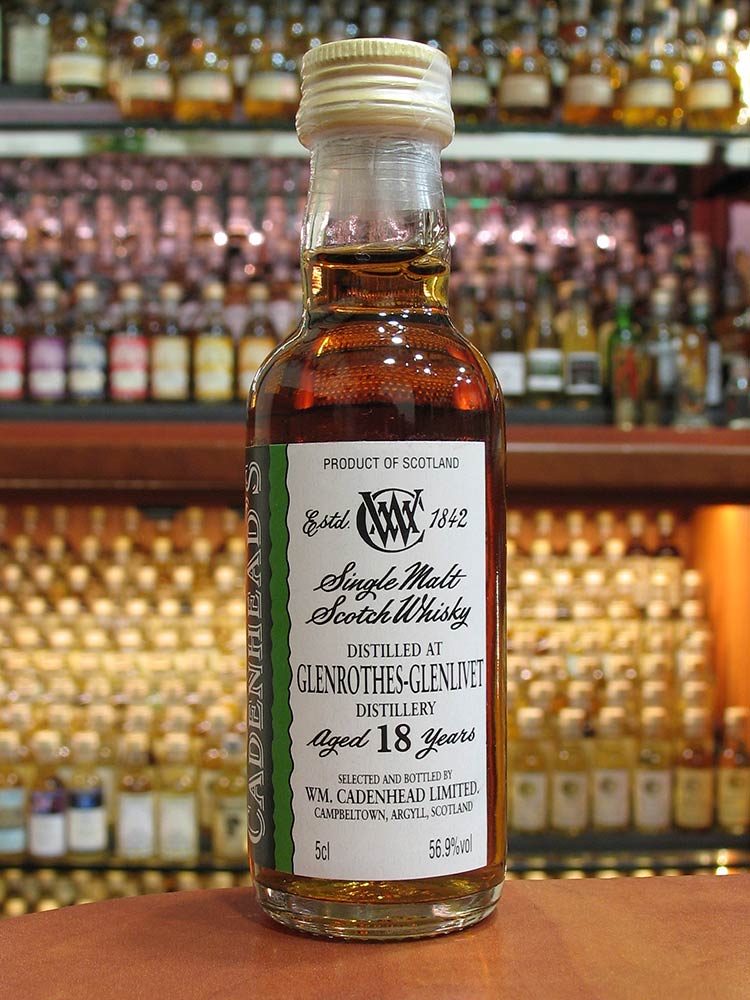 CADENHEAD'S
PRODUCT OF SCOTLAND
Estd. WMC 1842
Single Malt
Scotch Whisky
DISTILLED AT
GLENROTHES-GLENLIVET
DISTILLERY
Aged 18 Years
SELECTED AND BOTTLED BY
WM. CADENHEAD LIMITED.
CAMPBELTOWN, ARGYLL, SCOTLAND
5cl 56.9%vol